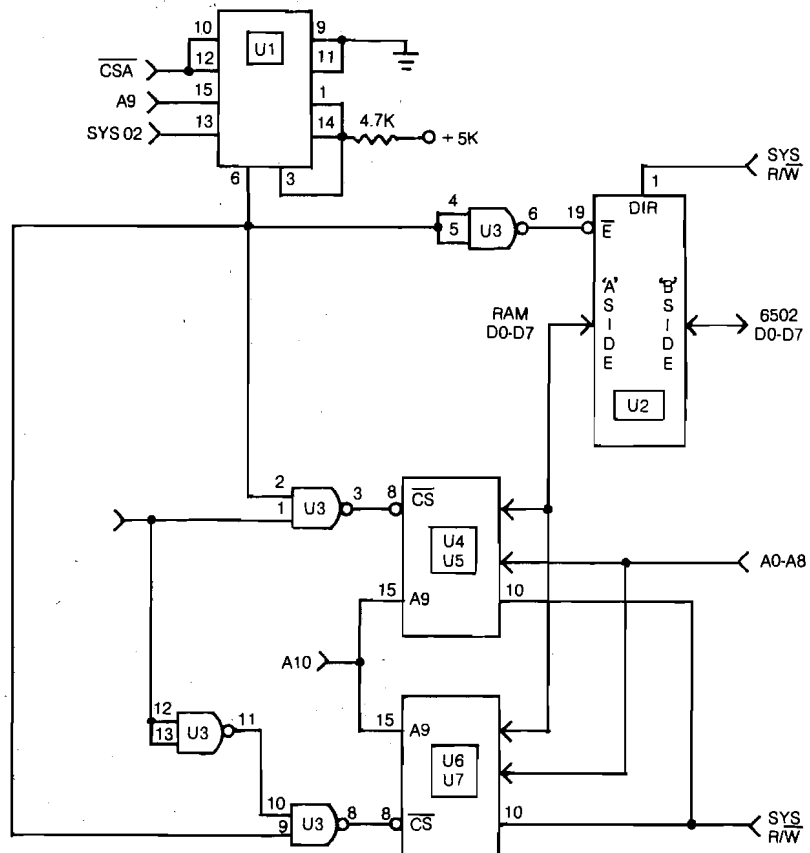 10
9
U1
12
11
C̅S̅A̅
A9
15
1
SYS 02
13
14
4.7K
+5K
6
3
SYS
R/W̅
1
DIR
4
5
U3
6
19
E̅
'A'
SIDE
'B'
SIDE
RAM
D0-D7
6502
D0-D7
U2
2
1
U3
3
8
C̅S̅
U4
U5
A0-A8
15
A9
10
A10
15
A9
12
13
U3
11
U6
U7
10
9
U3
8
8
C̅S̅
10
SYS
R/W̅